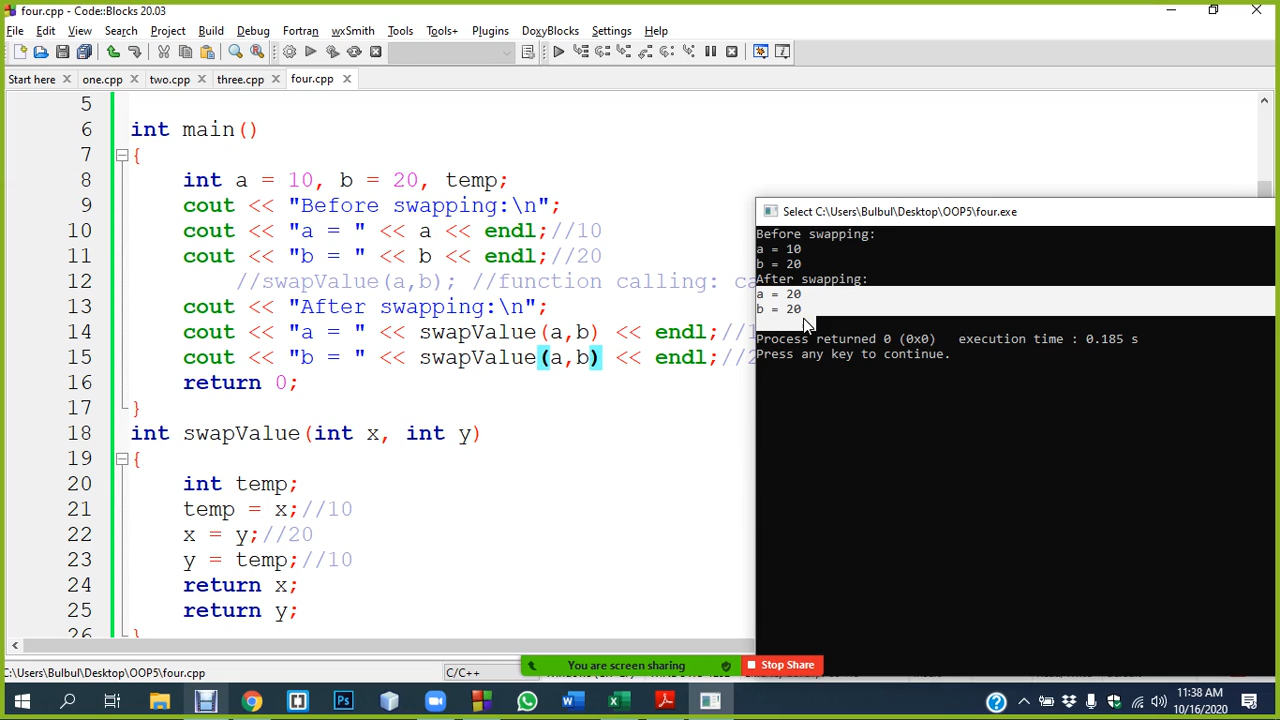 four.cpp - Code::Blocks 20.03
File Edit View Search Project Build Debug Fortran wxSmith Tools Tools+ Plugins DoxyBlocks Settings Help
Start here one.cpp two.cpp three.cpp four.cpp
5
6 int main()
7 {
8 int a = 10, b = 20, temp;
9 cout << "Before swapping:\n";
10 cout << "a = " << a << endl;//10
11 cout << "b = " << b << endl;//20
12 //swapValue(a,b); //function calling: ca
13 cout << "After swapping:\n";
14 cout << "a = " << swapValue(a,b) << endl;//1
15 cout << "b = " << swapValue(a,b) << endl;//2
16 return 0;
17 }
18 int swapValue(int x, int y)
19 {
20 int temp;
21 temp = x;//10
22 x = y;//20
23 y = temp;//10
24 return x;
25 return y;
26 }
Select C:\Users\Bulbul\Desktop\OOP5\four.exe
Before swapping:
a = 10
b = 20
After swapping:
a = 20
b = 20
Process returned 0 (0x0) execution time : 0.185 s
Press any key to continue.
C:\Users\Bulbul\Desktop\OOP5\four.cpp C/C++
You are screen sharing Stop Share
11:38 AM
10/16/2020